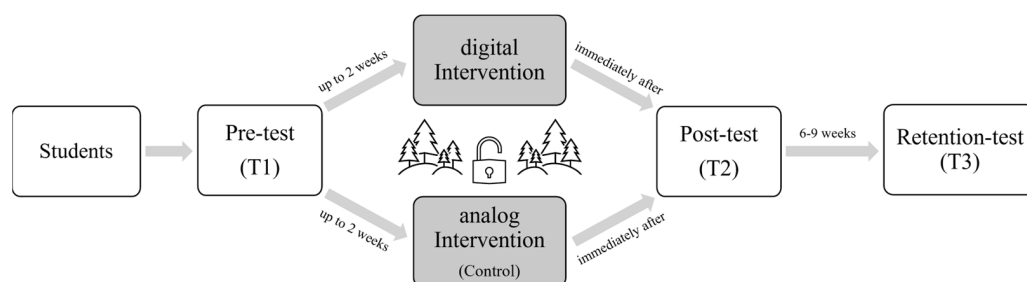 Students
Pre-test
(T1)
up to 2 weeks
digital
Intervention
immediately after
up to 2 weeks
analog
Intervention
(Control)
immediately after
Post-test
(T2)
6-9 weeks
Retention-test
(T3)